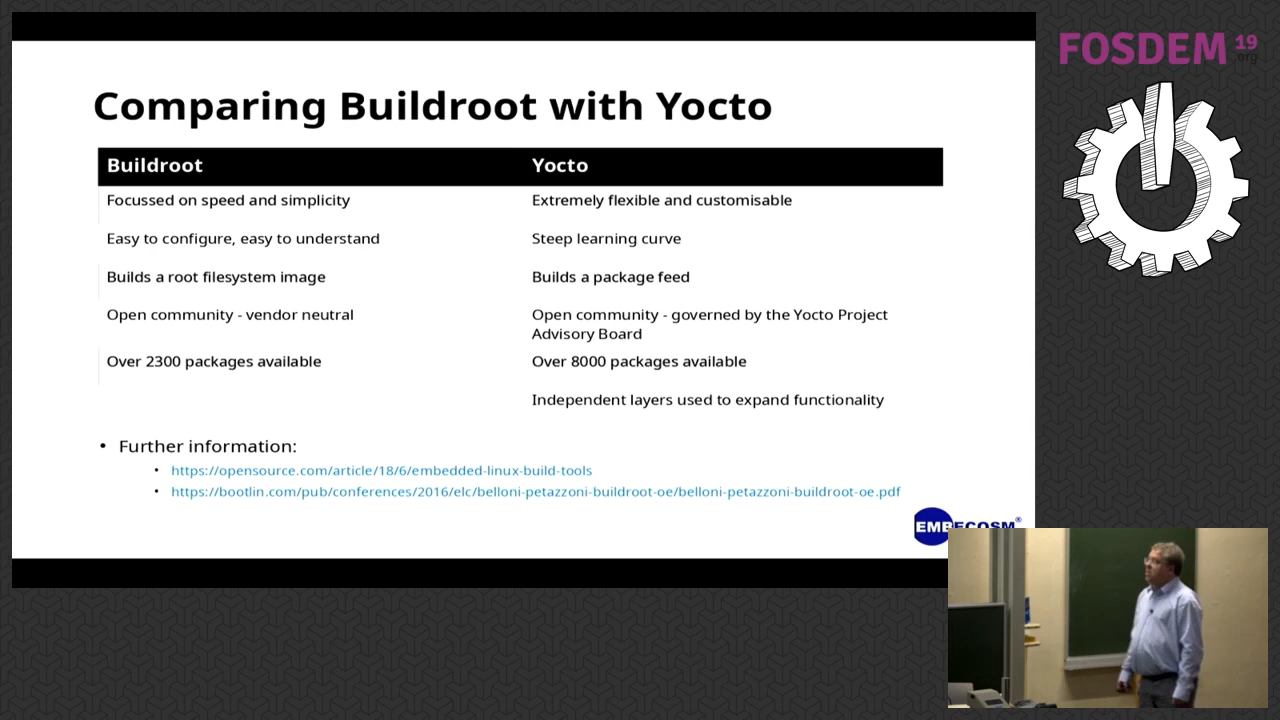 FOSDEM 19
.org
Comparing Buildroot with Yocto
Buildroot
Yocto
Focussed on speed and simplicity
Extremely flexible and customisable
Easy to configure, easy to understand
Steep learning curve
Builds a root filesystem image
Builds a package feed
Open community - vendor neutral
Open community - governed by the Yocto Project
Advisory Board
Over 2300 packages available
Over 8000 packages available
Independent layers used to expand functionality
• Further information:
• https://opensource.com/article/18/6/embedded-linux-build-tools
• https://bootlin.com/pub/conferences/2016/elc/belloni-petazzoni-buildroot-oe/belloni-petazzoni-buildroot-oe.pdf
EMBECOSM®